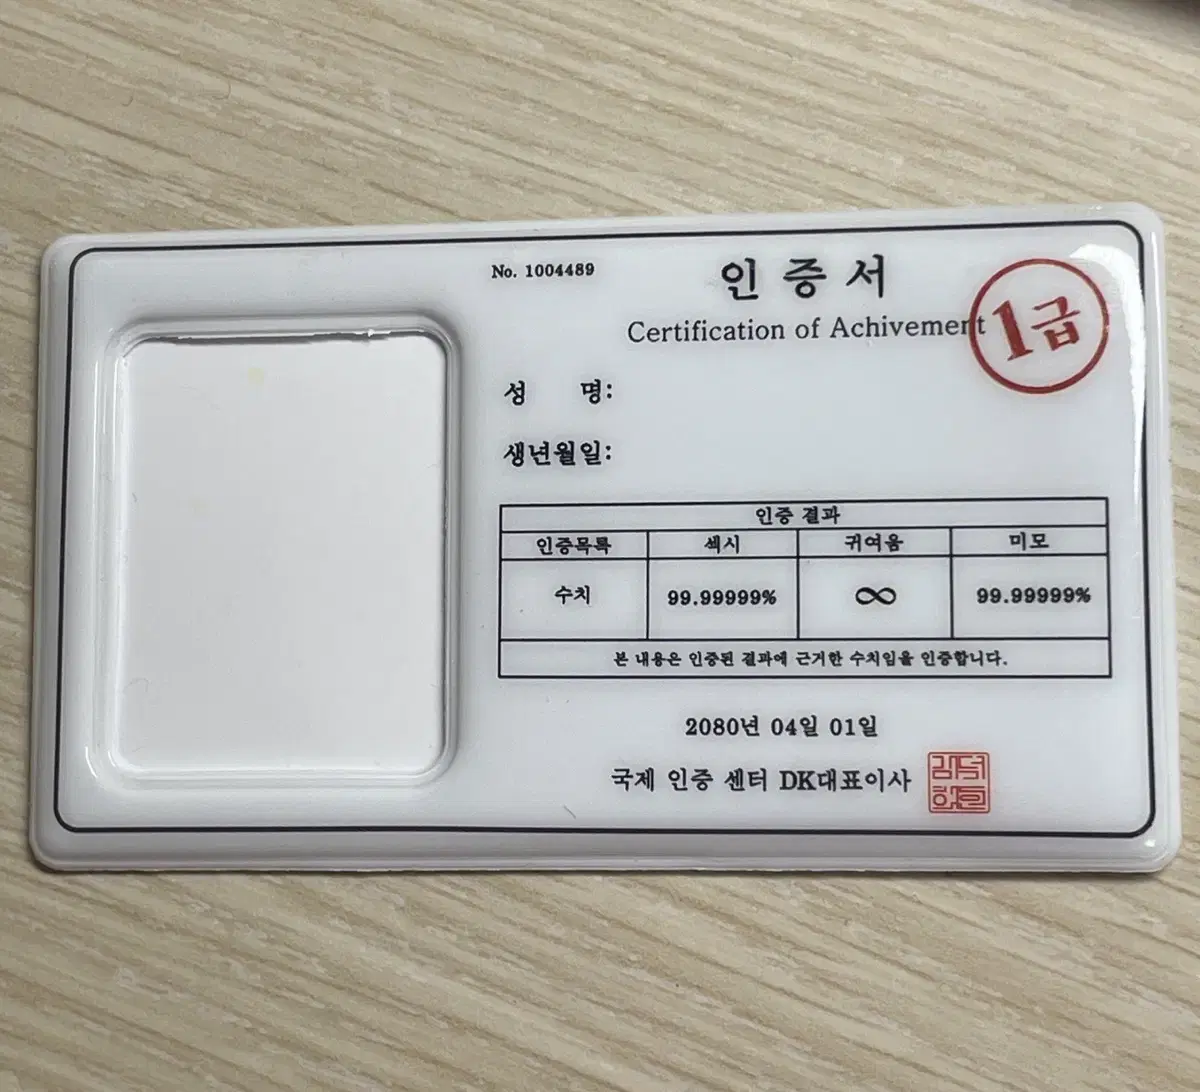 No. 1004489
인증서
Certification of Achivement
1급
성 명:
생년월일:
인증 결과
인증목록 섹시 귀여움 미모
수치 99.99999% ∞ 99.99999%
본 내용은 인증된 결과에 근거한 수치임을 인증합니다.
2080년 04일 01일
국제 인증 센터 DK대표이사